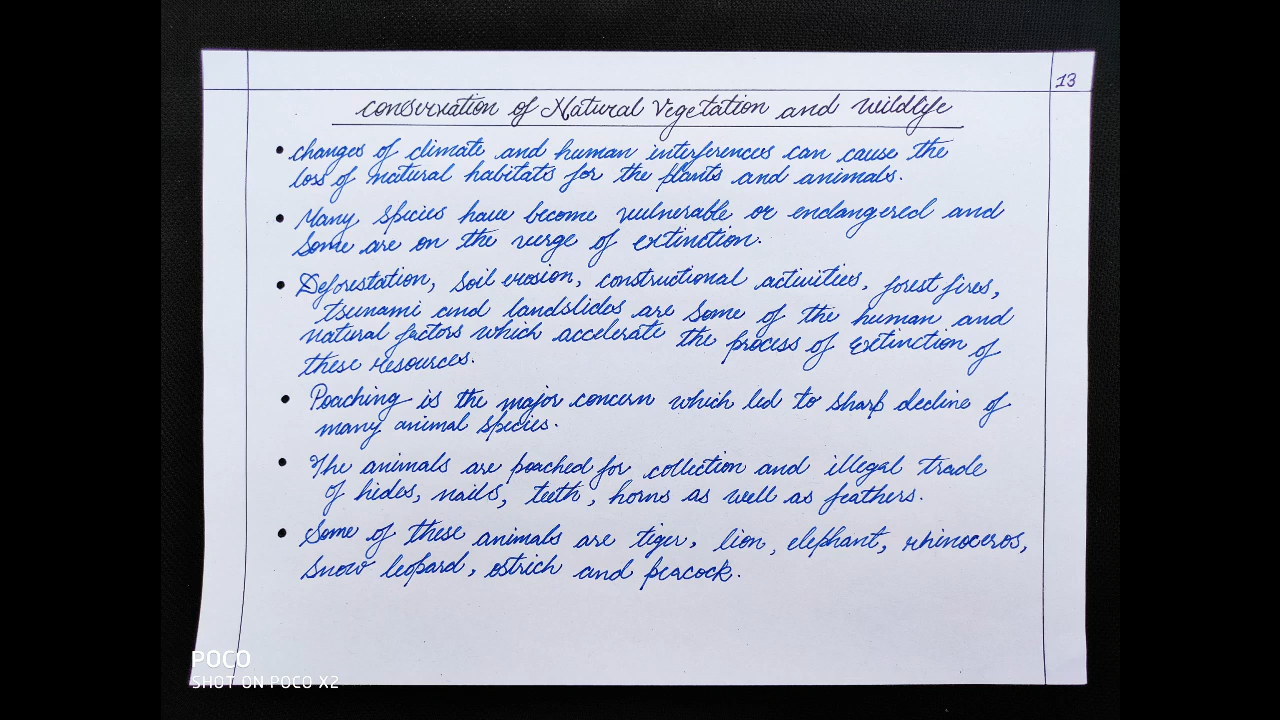 13
Conservation of Natural Vegetation and Wildlife
• Changes of climate and human interferences can cause the
loss of natural habitats for the plants and animals.
• Many species have become vulnerable or endangered and
some are on the verge of extinction.
• Deforestation, soil erosion, constructional activities, forest fires,
tsunami and landslides are some of the human and
natural factors which accelerate the process of extinction of
these resources.
• Poaching is the major concern which led to sharp decline of
many animal species.
• The animals are poached for collection and illegal trade
of hides, nails, teeth, horns as well as feathers.
• Some of these animals are tiger, lion, elephant, rhinoceros,
snow leopard, ostrich and peacock.
POCO
SHOT ON POCO X2